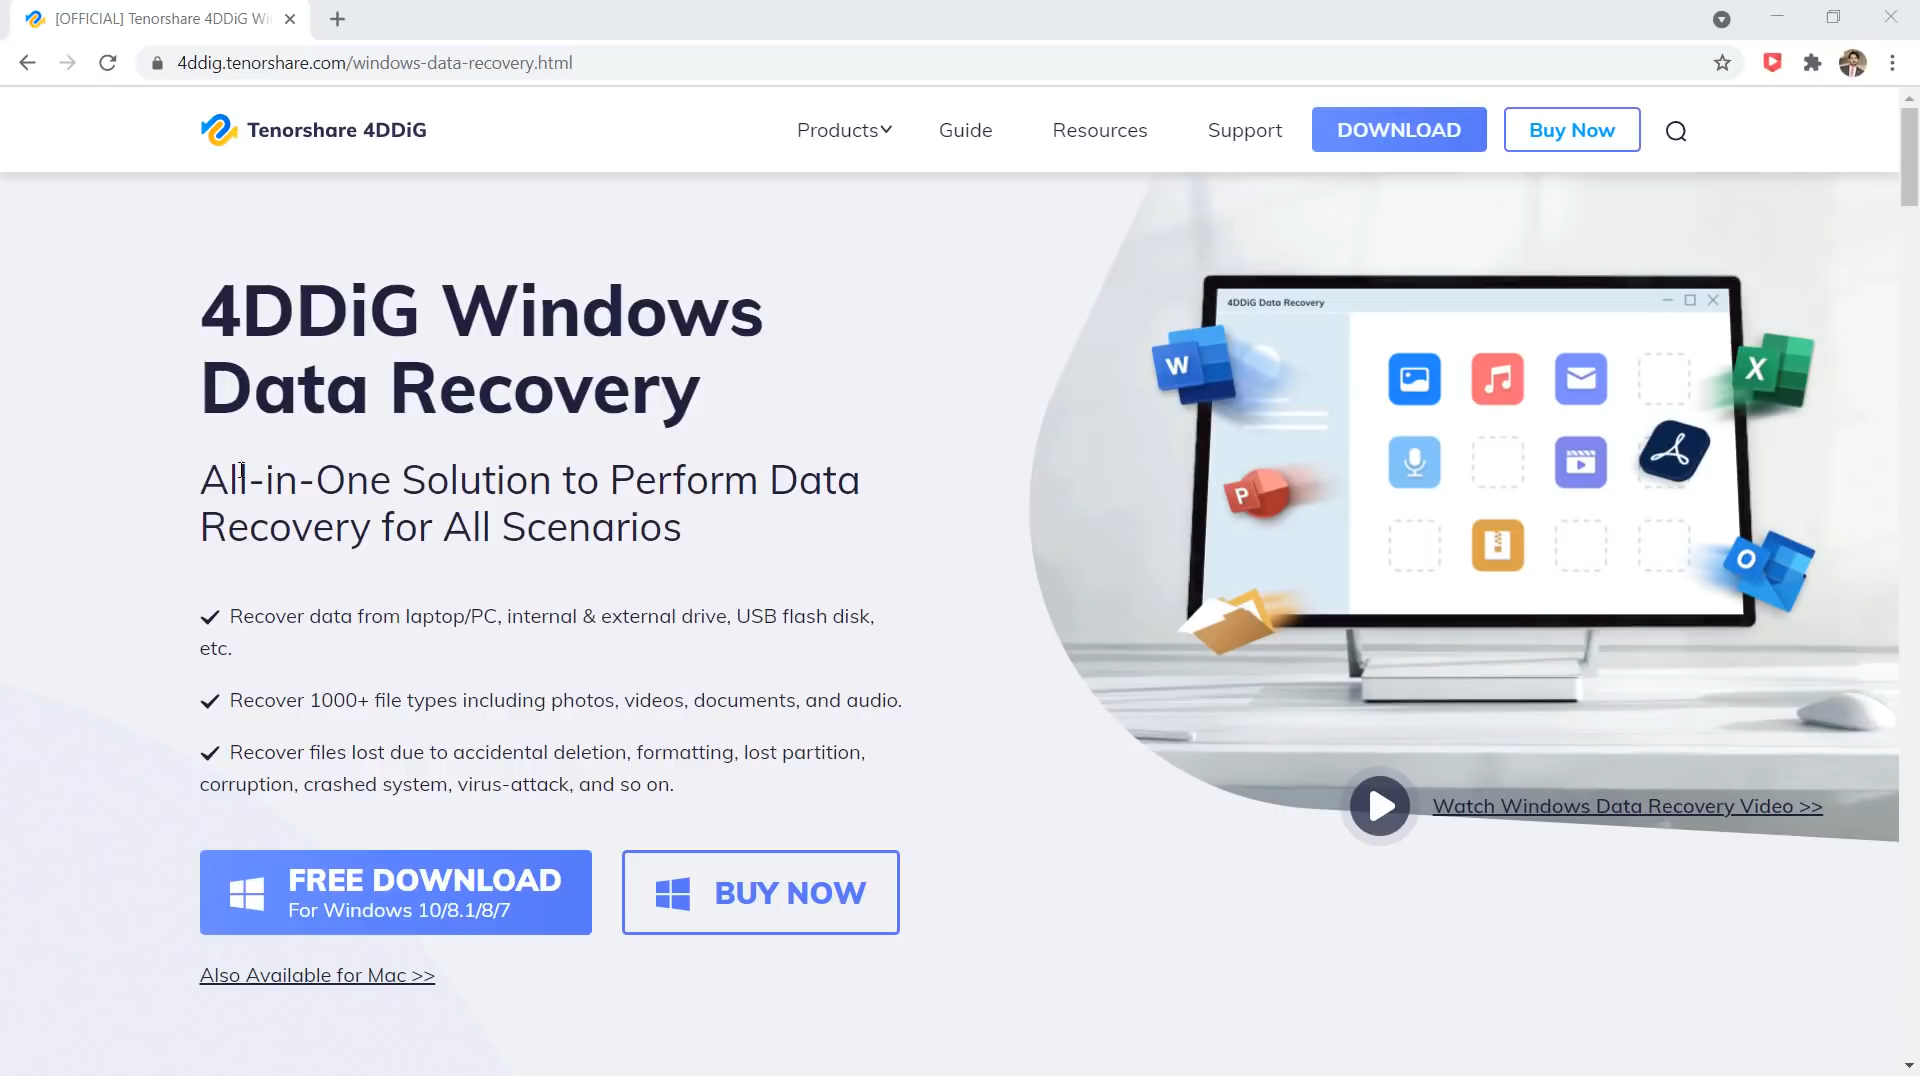 [OFFICIAL] Tenorshare 4DDiG Wi
4ddig.tenorshare.com/windows-data-recovery.html
Tenorshare 4DDiG
Products
Guide
Resources
Support
DOWNLOAD
Buy Now
4DDiG Windows
Data Recovery
All-in-One Solution to Perform Data
Recovery for All Scenarios
Recover data from laptop/PC, internal & external drive, USB flash disk,
etc.
Recover 1000+ file types including photos, videos, documents, and audio.
Recover files lost due to accidental deletion, formatting, lost partition,
corruption, crashed system, virus-attack, and so on.
FREE DOWNLOAD
For Windows 10/8.1/8/7
BUY NOW
Also Available for Mac >>
4DDiG Data Recovery
W
X
P
O
Watch Windows Data Recovery Video >>